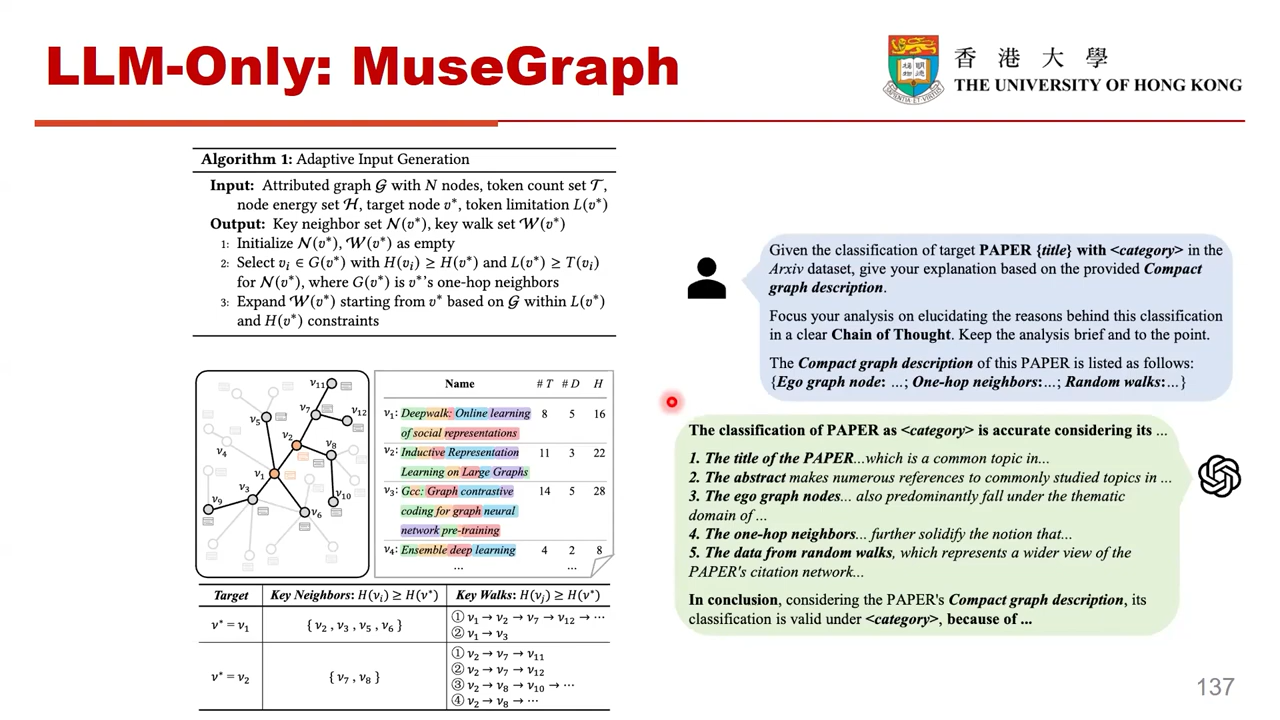 LLM-Only: MuseGraph
香港大學
THE UNIVERSITY OF HONG KONG
Algorithm 1: Adaptive Input Generation
Input: Attributed graph 𝒢 with N nodes, token count set 𝒯,
node energy set ℋ, target node v*, token limitation L(v*)
Output: Key neighbor set 𝒩(v*), key walk set 𝒲(v*)
1: Initialize 𝒩(v*), 𝒲(v*) as empty
2: Select vᵢ ∈ G(v*) with H(vᵢ) ≥ H(v*) and L(v*) ≥ T(vᵢ)
for 𝒩(v*), where G(v*) is v*'s one-hop neighbors
3: Expand 𝒲(v*) starting from v* based on 𝒢 within L(v*)
and H(v*) constraints
v₁₁
v₇
v₁₂
v₅
v₂
v₈
v₄
v₁
v₃
v₉
v₁₀
v₆
Name # T # D H
v₁: Deepwalk: Online learning 8 5 16
of social representations
v₂: Inductive Representation 11 3 22
Learning on Large Graphs
v₃: Gcc: Graph contrastive 14 5 28
coding for graph neural
network pre-training
v₄: Ensemble deep learning 4 2 8
... ...
Target Key Neighbors: H(vᵢ) ≥ H(v*) Key Walks: H(vⱼ) ≥ H(v*)
v* = v₁ { v₂ , v₃ , v₅ , v₆ } ① v₁ → v₂ → v₇ → v₁₂ → ···
② v₁ → v₃
v* = v₂ { v₇ , v₈ } ① v₂ → v₇ → v₁₁
② v₂ → v₇ → v₁₂
③ v₂ → v₈ → v₁₀ → ···
④ v₂ → v₈ → ···
Given the classification of target PAPER {title} with <category> in the
Arxiv dataset, give your explanation based on the provided Compact
graph description.
Focus your analysis on elucidating the reasons behind this classification
in a clear Chain of Thought. Keep the analysis brief and to the point.
The Compact graph description of this PAPER is listed as follows:
{Ego graph node: ...; One-hop neighbors:...; Random walks:...}
The classification of PAPER as <category> is accurate considering its ...
1. The title of the PAPER...which is a common topic in...
2. The abstract makes numerous references to commonly studied topics in ...
3. The ego graph nodes... also predominantly fall under the thematic
domain of ...
4. The one-hop neighbors... further solidify the notion that...
5. The data from random walks, which represents a wider view of the
PAPER's citation network...
In conclusion, considering the PAPER's Compact graph description, its
classification is valid under <category>, because of ...
137